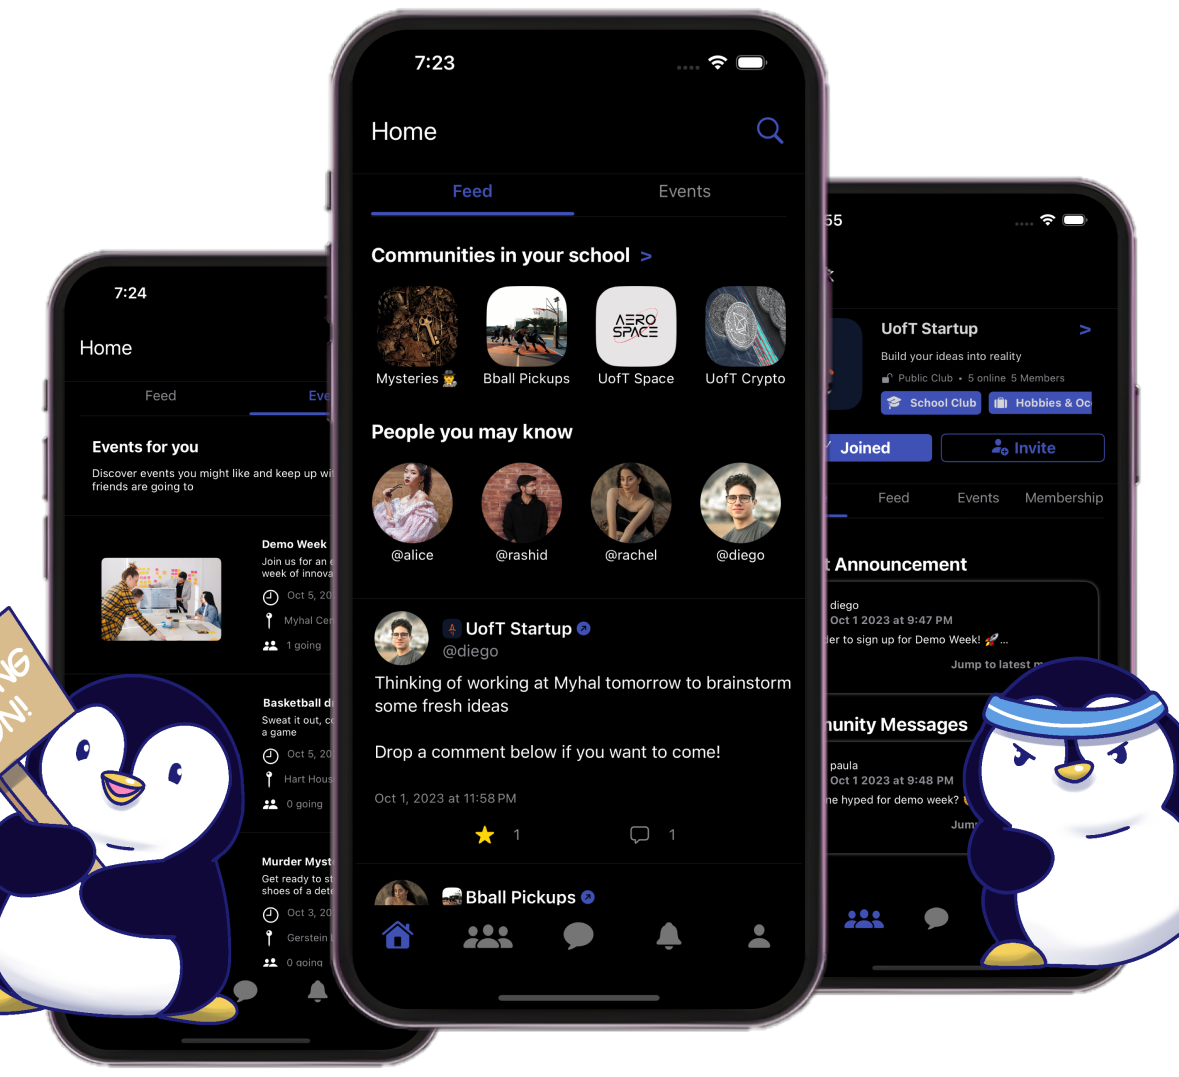 7:23
Home
Feed Events
Communities in your school >
AERO
SPACE
Mysteries 🕵️ Bball Pickups UofT Space UofT Crypto
People you may know
@alice @rashid @rachel @diego
UofT Startup
@diego
Thinking of working at Myhal tomorrow to brainstorm
some fresh ideas
Drop a comment below if you want to come!
Oct 1, 2023 at 11:58 PM
1 1
Bball Pickups
7:24
Home
Feed Eve
Events for you
Discover events you might like and keep up wi
friends are going to
Demo Week
Join us for an e
week of innova
Oct 5, 20
Myhal Cen
1 going
Basketball d
Sweat it out, co
a game
Oct 5, 20
Hart Hous
0 going
Murder Myst
Get ready to st
shoes of a dete
Oct 3, 20
Gerstein
0 going
55
UofT Startup >
Build your ideas into reality
Public Club • 5 online 5 Members
School Club Hobbies & Oc
Joined Invite
Feed Events Membership
t Announcement
diego
Oct 1 2023 at 9:47 PM
der to sign up for Demo Week! 🚀...
Jump to latest m
nunity Messages
paula
Oct 1 2023 at 9:48 PM
ne hyped for demo week?
Jum